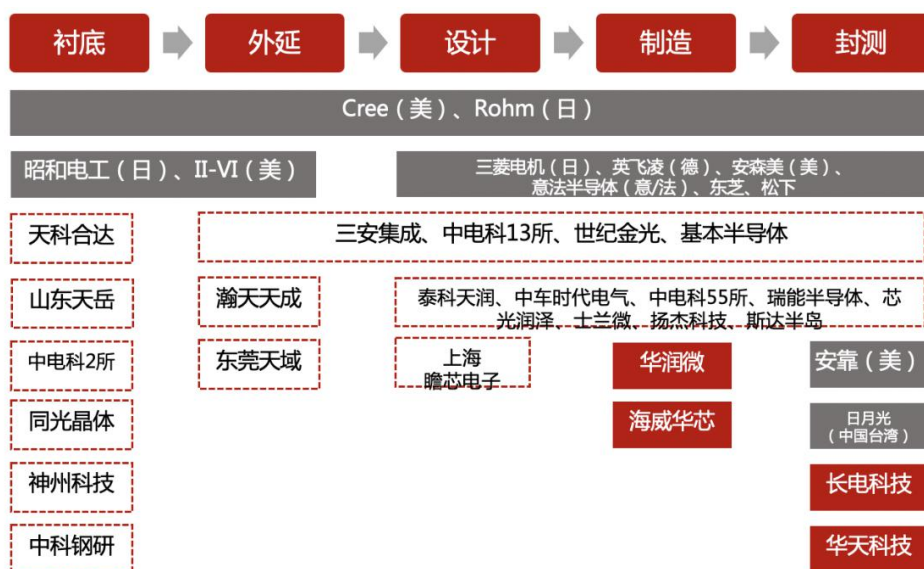 衬底
外延
设计
制造
封测
Cree（美）、Rohm（日）
昭和电工（日）、II-VI（美）
三菱电机（日）、英飞凌（德）、安森美（美）、
意法半导体（意/法）、东芝、松下
天科合达
三安集成、中电科13所、世纪金光、基本半导体
山东天岳
瀚天天成
泰科天润、中车时代电气、中电科55所、瑞能半导体、芯
光润泽、士兰微、扬杰科技、斯达半岛
中电科2所
东莞天域
上海
瞻芯电子
华润微
安靠（美）
同光晶体
海威华芯
日月光
（中国台湾）
神州科技
长电科技
中科钢研
华天科技